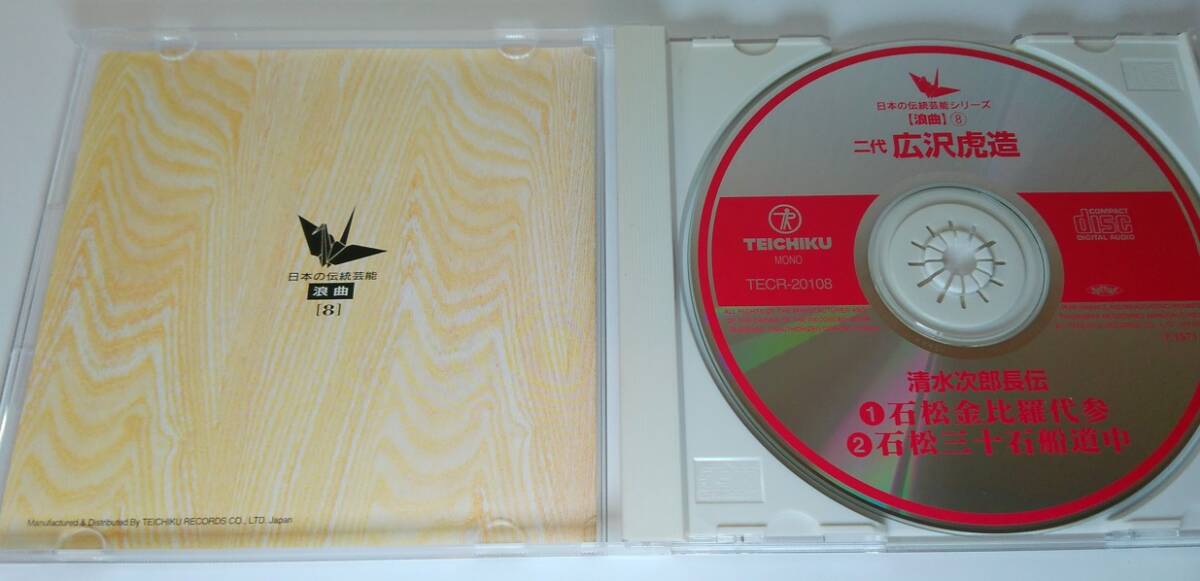 日本の伝統芸能
浪曲
[8]
Manufactured & Distributed By TEICHIKU RECORDS CO., LTD. Japan
日本の伝統芸能シリーズ
【浪曲】⑧
二代 広沢虎造
TEICHIKU
MONO
TECR-20108
COMPACT
disc
DIGITAL AUDIO
清水次郎長伝
❶石松金比羅代参
❷石松三十石船道中